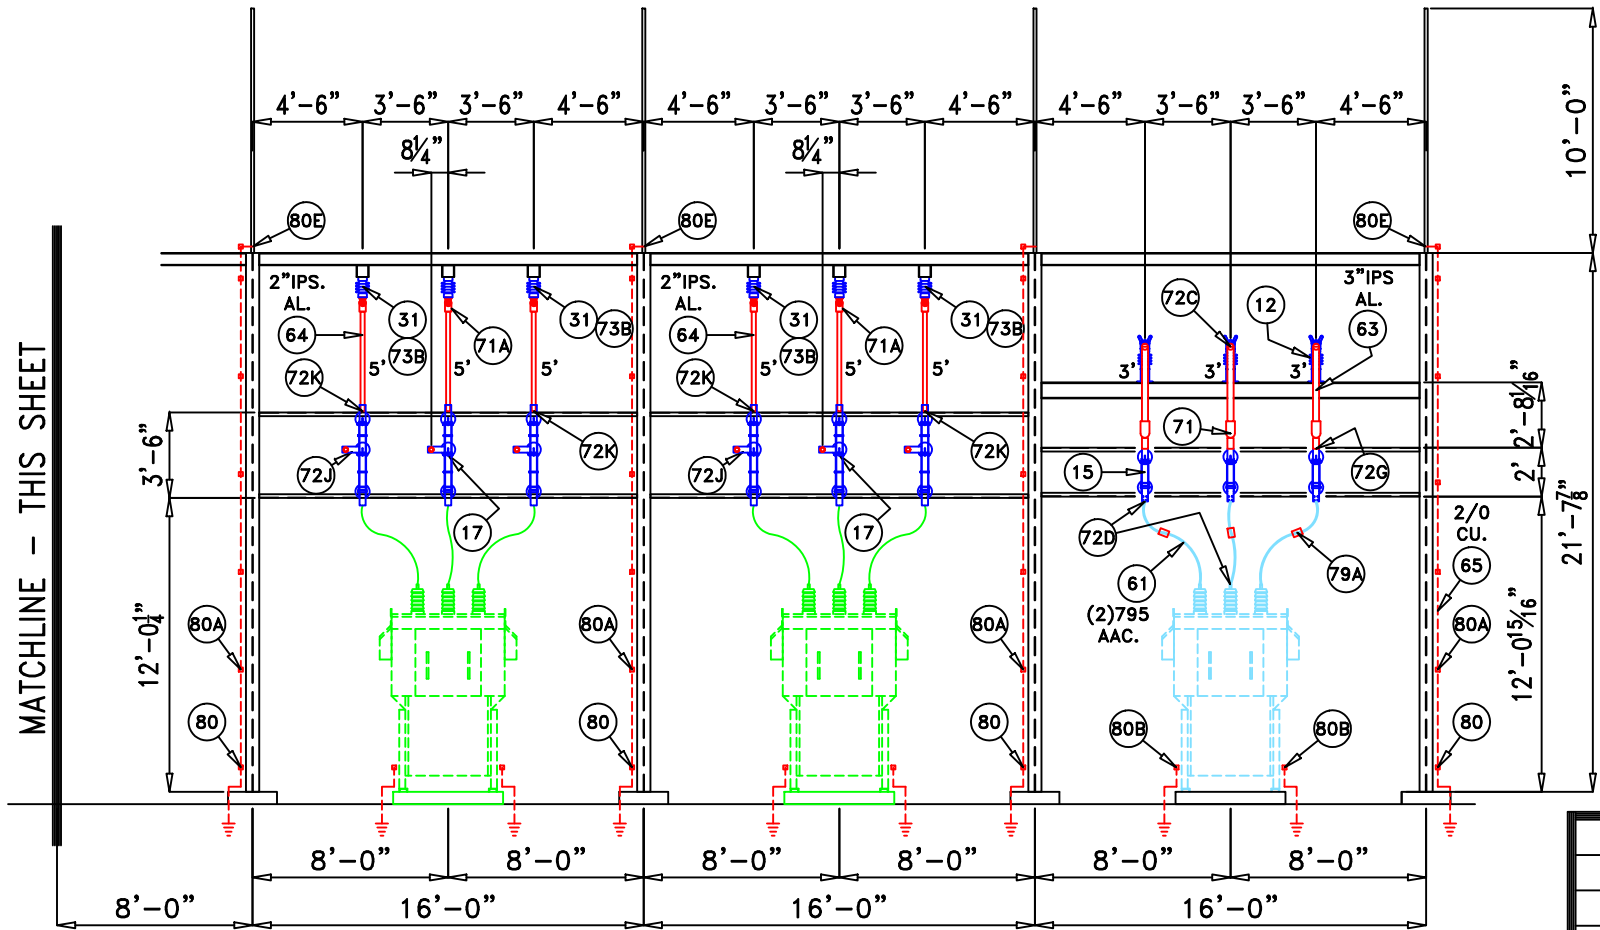 4'-6" 3'-6" 3'-6" 4'-6" 4'-6" 3'-6" 3'-6" 4'-6" 4'-6" 3'-6" 3'-6" 4'-6"
10'-0"
8 1/4" 8 1/4"
80E 80E 80E
2"IPS. AL.
64
31
73B
71A
31
73B
2"IPS. AL.
64
31
73B
71A
31
73B
72C
12
3"IPS AL.
63
5' 5' 5' 5' 5' 5' 3' 3' 3'
72K 72K
72K 72K
72J 72J
17 17
71
15
72G
72D
61
(2)795
AAC.
79A
2/0
CU.
65
MATCHLINE - THIS SHEET
3'-6"
12'-0 1/4"
2'-8 1/16"
2'
21'-7 7/8"
12'-0 15/16"
80A 80A 80A 80A
80 80 80 80
80B 80B
8'-0" 8'-0" 8'-0" 8'-0" 8'-0" 8'-0"
8'-0" 16'-0" 16'-0" 16'-0"